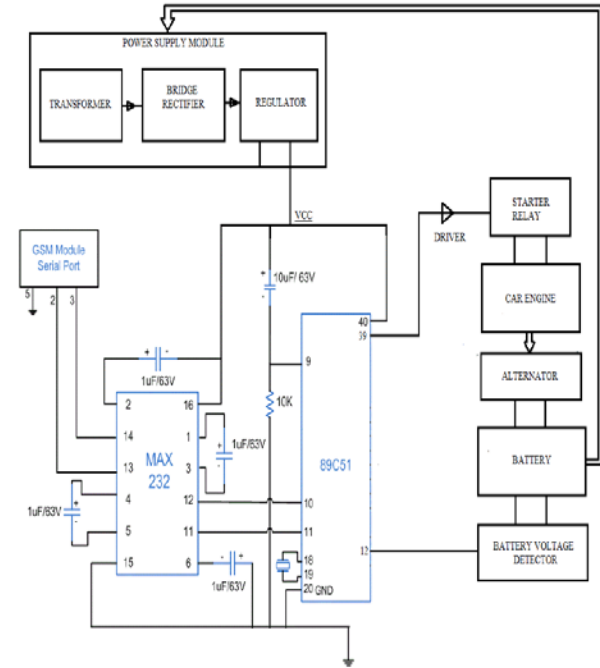 POWER SUPPLY MODULE
TRANSFORMER
BRIDGE
RECTIFIER
REGULATOR
VCC
STARTER
RELAY
DRIVER
GSM Module
Serial Port
5
2
3
10uF/ 63V
+
-
CAR ENGINE
40
39
9
+ -
1uF/63V
ALTERNATOR
10K
2
16
14
1
+
-
1uF/63V
MAX
232
89C51
BATTERY
13
3
4
12
10
1uF/63V
+
-
5
11
11
15
6
- +
1uF/63V
18
19
20 GND
12
BATTERY VOLTAGE
DETECTOR